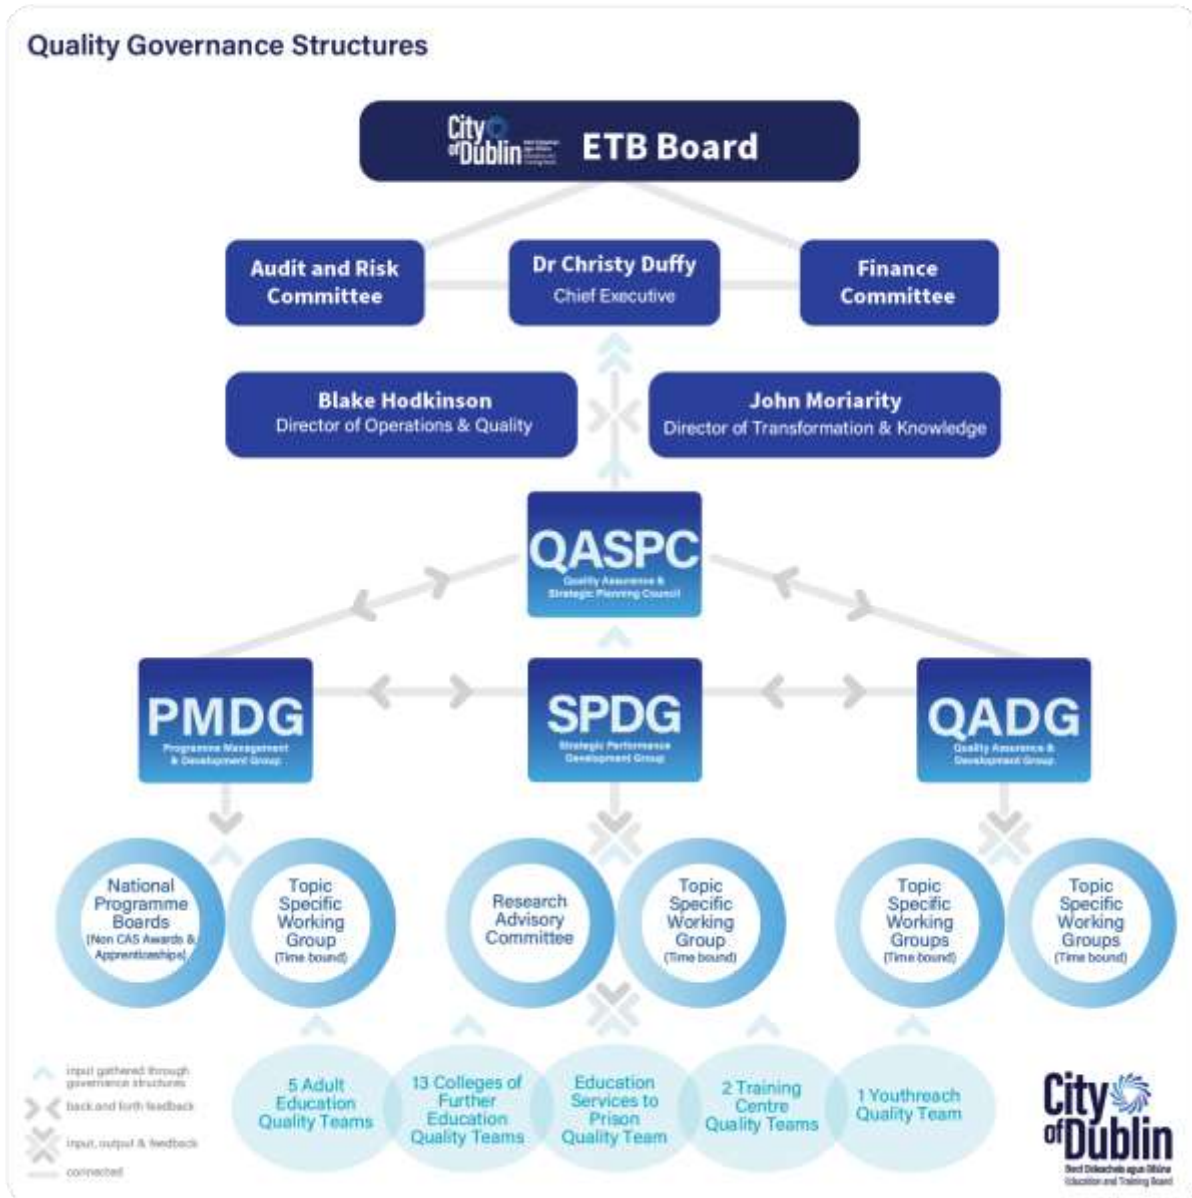 Quality Governance Structures
City
of Dublin
ETB Board
Audit and Risk
Committee
Dr Christy Duffy
Chief Executive
Finance
Committee
Blake Hodkinson
Director of Operations & Quality
John Moriarity
Director of Transformation & Knowledge
QASPC
Quality Assurance &
Strategic Planning Council
PMDG
Programme Management
& Development Group
SPDG
Strategic Performance
Development Group
QADG
Quality Assurance &
Development Group
National
Programme
Boards
(Non CAS Awards &
Apprenticeships)
Topic
Specific
Working
Group
(Time bound)
Research
Advisory
Committee
Topic
Specific
Working
Group
(Time bound)
Topic
Specific
Working
Groups
(Time bound)
Topic
Specific
Working
Groups
(Time bound)
5 Adult
Education
Quality Teams
13 Colleges of
Further
Education
Quality Teams
Education
Services to
Prison
Quality Team
2 Training
Centre
Quality Teams
1 Youthreach
Quality Team
input gathered through
governance structures
back and forth feedback
input, output & feedback
connected
City
of Dublin
Bord Oideachais agus Oiliúna
Education and Training Board